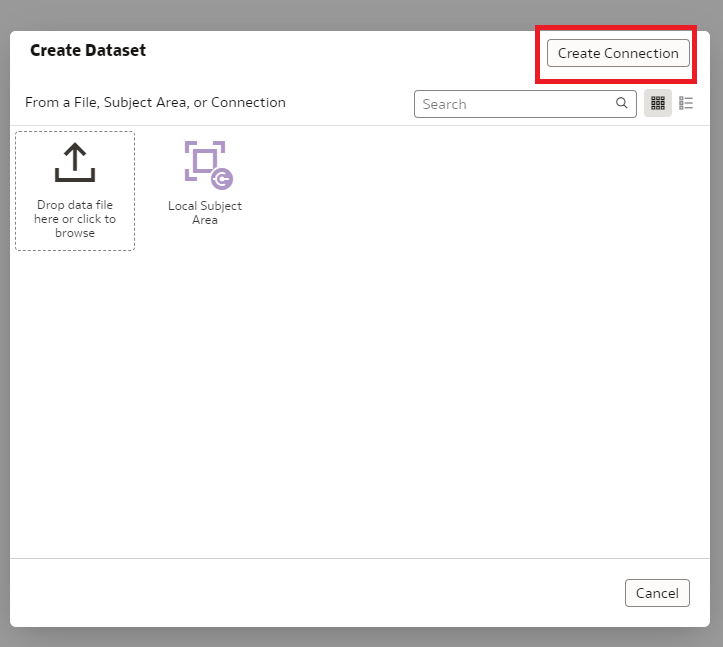 Create Dataset
Create Connection
From a File, Subject Area, or Connection
Search
Drop data file
here or click to
browse
Local Subject
Area
Cancel